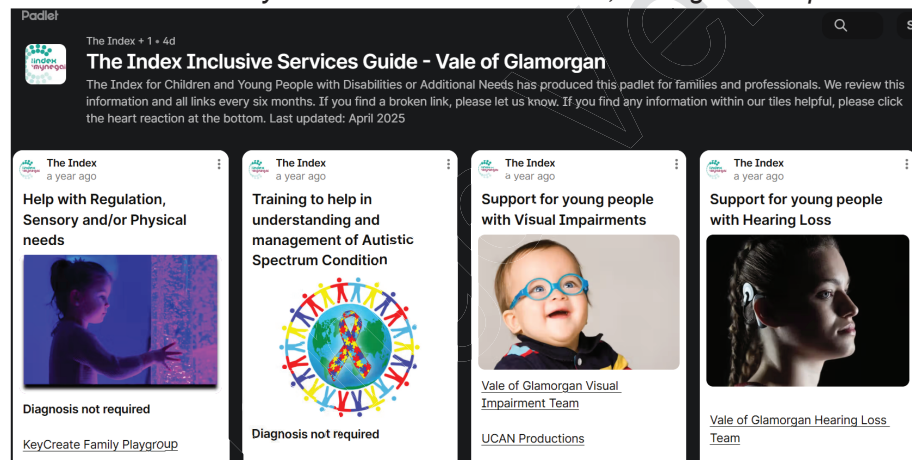 Padlet
The Index + 1 • 4d
The Index Inclusive Services Guide - Vale of Glamorgan
The Index for Children and Young People with Disabilities or Additional Needs has produced this padlet for families and professionals. We review this
information and all links every six months. If you find a broken link, please let us know. If you find any information within our tiles helpful, please click
the heart reaction at the bottom. Last updated: April 2025
The Index
a year ago
Help with Regulation,
Sensory and/or Physical
needs
Diagnosis not required
KeyCreate Family Playgroup
The Index
a year ago
Training to help in
understanding and
management of Autistic
Spectrum Condition
Diagnosis not required
The Index
a year ago
Support for young people
with Visual Impairments
Vale of Glamorgan Visual
Impairment Team
UCAN Productions
The Index
a year ago
Support for young people
with Hearing Loss
Vale of Glamorgan Hearing Loss
Team